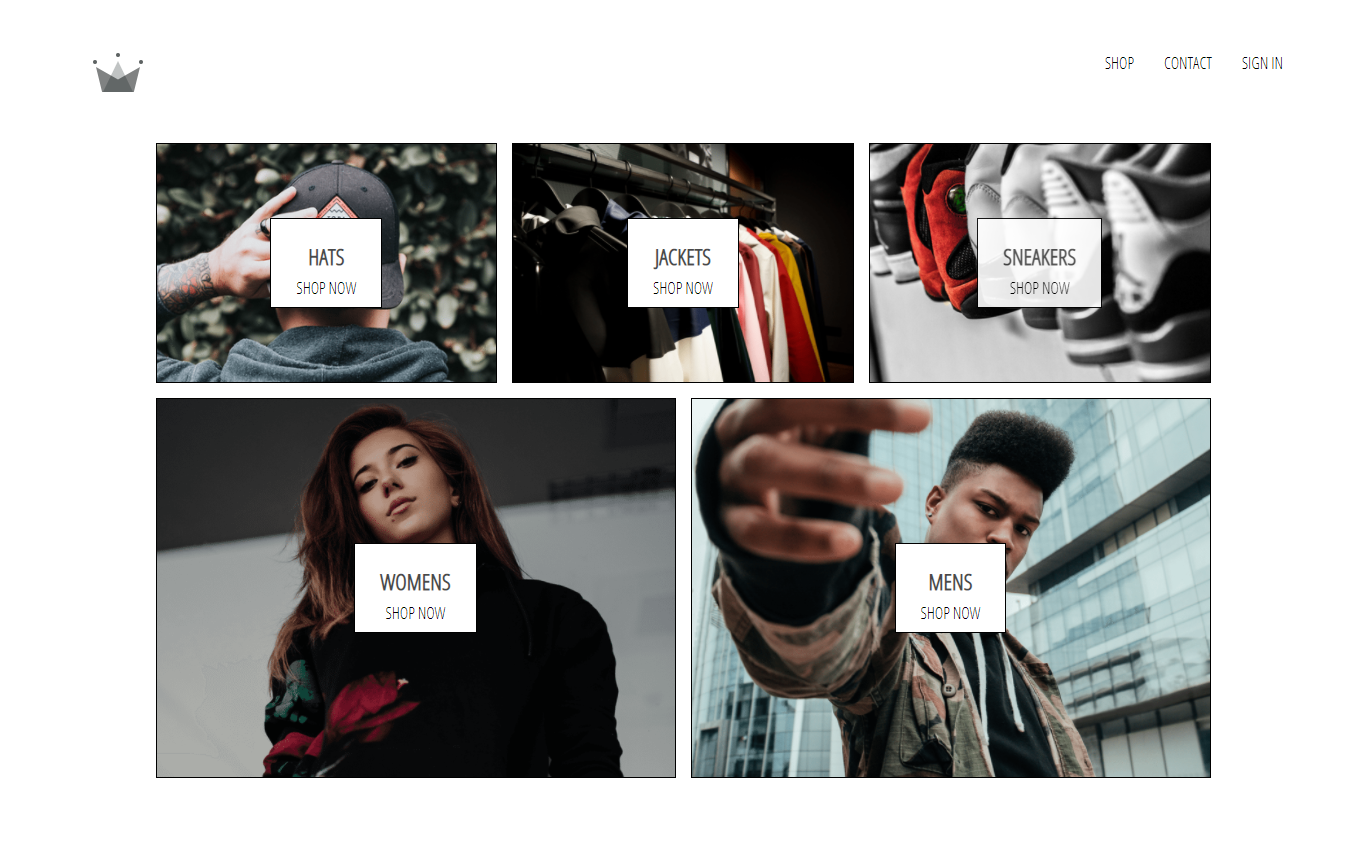 SHOP CONTACT SIGN IN
HATS
SHOP NOW
JACKETS
SHOP NOW
SNEAKERS
SHOP NOW
WOMENS
SHOP NOW
MENS
SHOP NOW